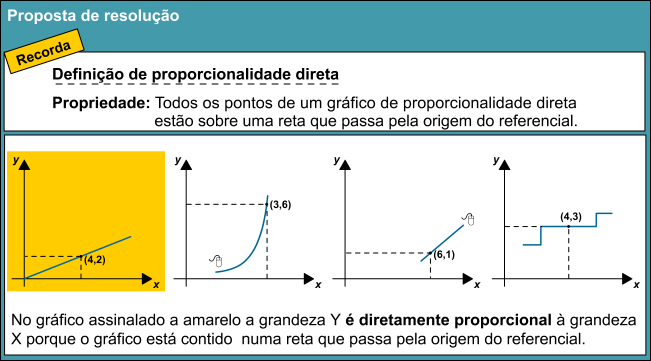 Proposta de resolução
Recorda
Definição de proporcionalidade direta
Propriedade: Todos os pontos de um gráfico de proporcionalidade direta
estão sobre uma reta que passa pela origem do referencial.
y
(4,2)
x
y
(3,6)
x
y
(6,1)
x
y
(4,3)
x
No gráfico assinalado a amarelo a grandeza Y é diretamente proporcional à grandeza
X porque o gráfico está contido numa reta que passa pela origem do referencial.